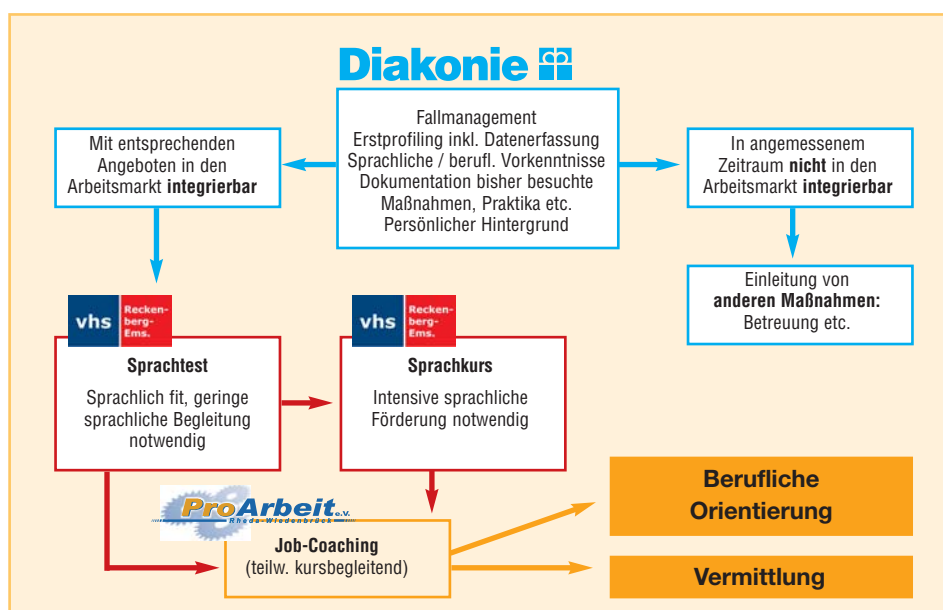 Diakonie
Fallmanagement
Erstprofiling inkl. Datenerfassung
Sprachliche / berufl. Vorkenntnisse
Dokumentation bisher besuchte
Maßnahmen, Praktika etc.
Persönlicher Hintergrund
Mit entsprechenden
Angeboten in den
Arbeitsmarkt integrierbar
In angemessenem
Zeitraum nicht in den
Arbeitsmarkt integrierbar
Einleitung von
anderen Maßnahmen:
Betreuung etc.
vhs
Recken-
berg-
Ems.
Sprachtest
Sprachlich fit, geringe
sprachliche Begleitung
notwendig
vhs
Recken-
berg-
Ems.
Sprachkurs
Intensive sprachliche
Förderung notwendig
ProArbeit e.V.
Rheda-Wiedenbrück
Job-Coaching
(teilw. kursbegleitend)
Berufliche
Orientierung
Vermittlung